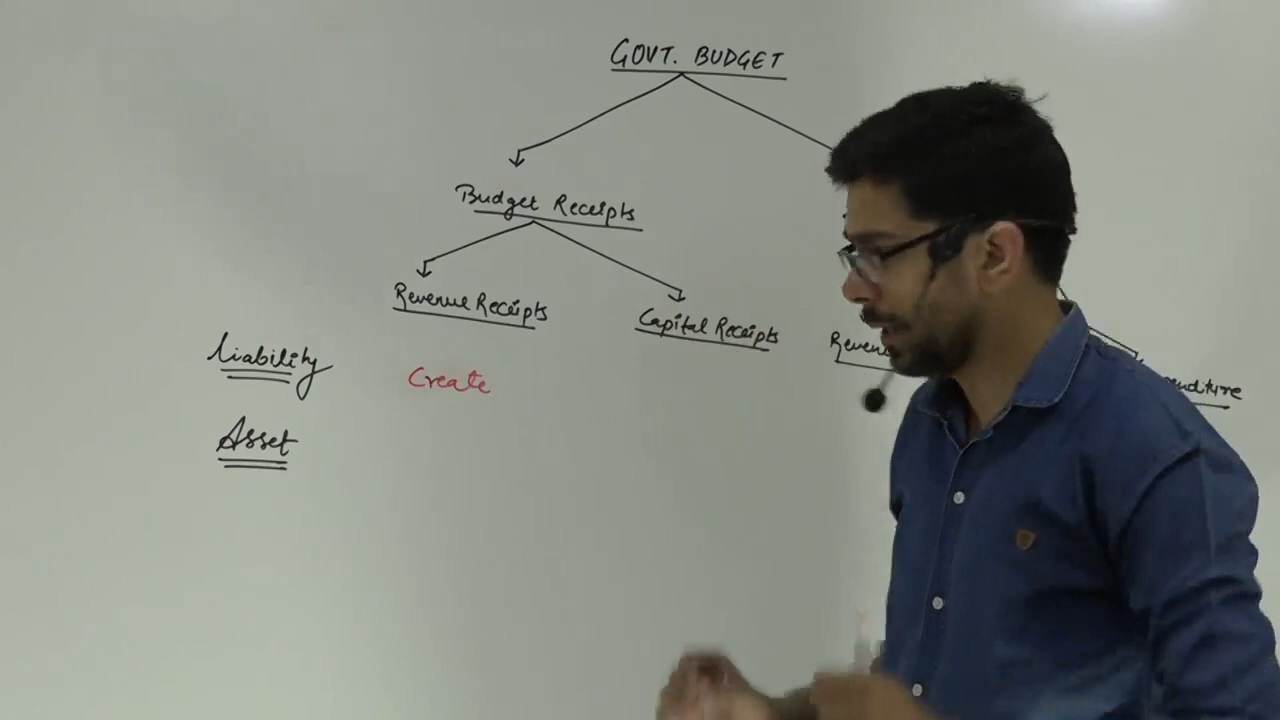 GOVT. BUDGET
Budget Receipts
Revenue Receipts
Capital Receipts
Liability
Create
Asset